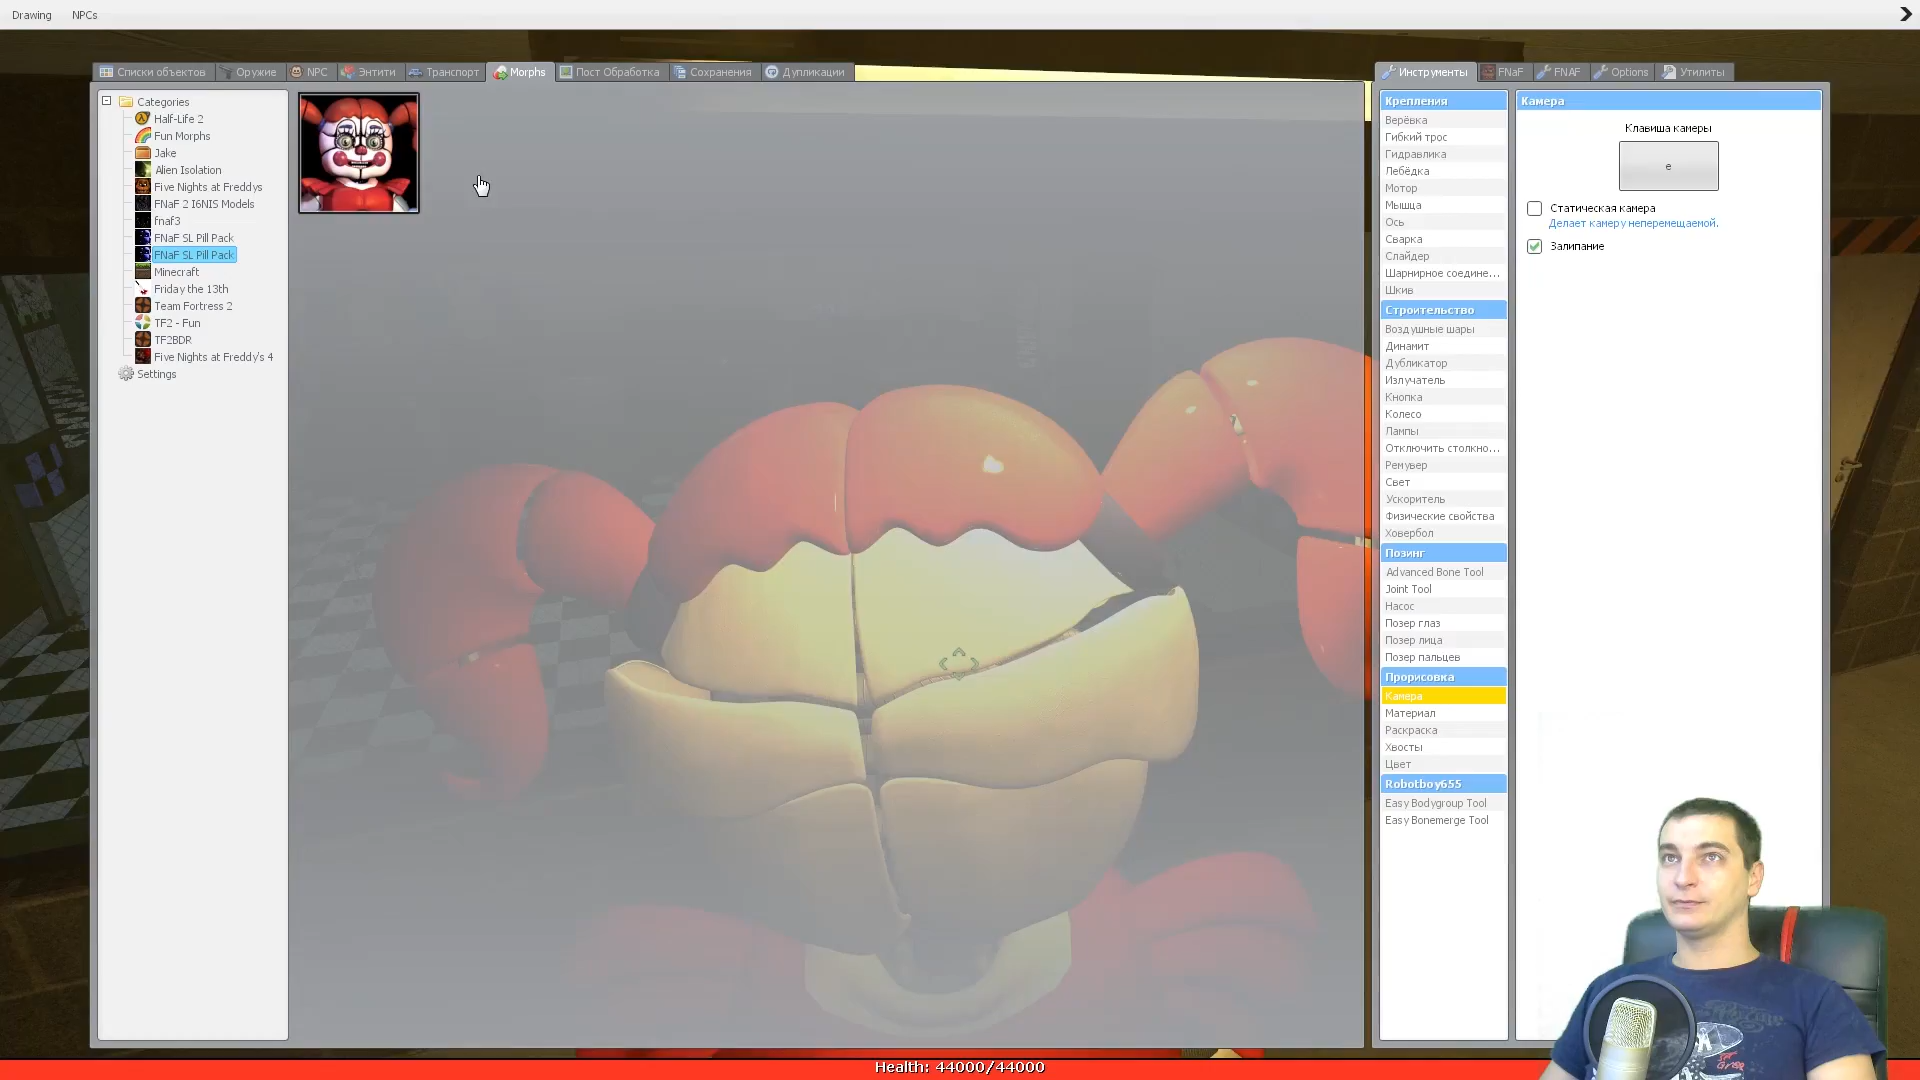 Drawing NPCs
Списки объектов Оружие NPC Энтити Транспорт Morphs Пост Обработка Сохранения Дупликации
Categories
Half-Life 2
Fun Morphs
Jake
Alien Isolation
Five Nights at Freddys
FNaF 2 I6NIS Models
fnaf3
FNaF SL Pill Pack
FNaF SL Pill Pack
Minecraft
Friday the 13th
Team Fortress 2
TF2 - Fun
TF2BDR
Five Nights at Freddy's 4
Settings
Инструменты FNaF FNAF Options Утилиты
Крепления
Верёвка
Гибкий трос
Гидравлика
Лебёдка
Мотор
Мышца
Ось
Сварка
Слайдер
Шарнирное соедине...
Шкив
Строительство
Воздушные шары
Динамит
Дубликатор
Излучатель
Кнопка
Колесо
Лампы
Отключить столкно...
Ремувер
Свет
Ускоритель
Физические свойства
Ховербол
Позинг
Advanced Bone Tool
Joint Tool
Насос
Позер глаз
Позер лица
Позер пальцев
Прорисовка
Камера
Материал
Раскраска
Хвосты
Цвет
Robotboy655
Easy Bodygroup Tool
Easy Bonemerge Tool
Камера
Клавиша камеры
e
Статическая камера
Делает камеру неперемещаемой.
Залипание
Health: 44000/44000